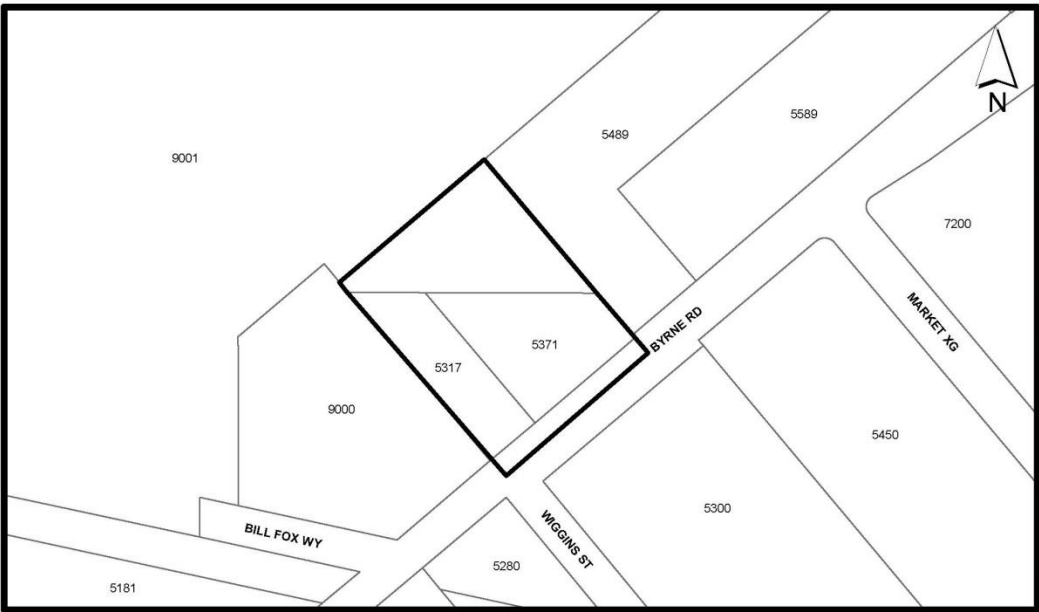 N
5589
5489
9001
7200
MARKET XG
BYRNE RD
5371
5317
9000
5450
5300
WIGGINS ST
BILL FOX WY
5280
5181